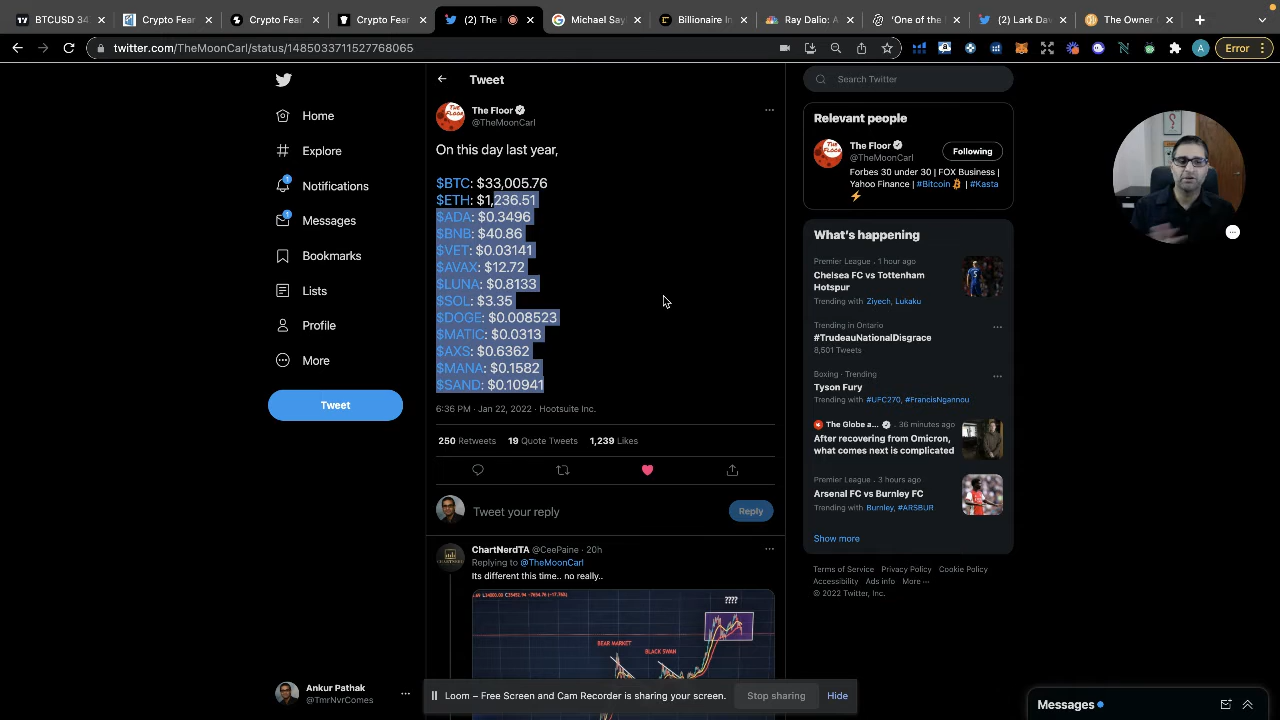 BTCUSD 34
Crypto Fear
Crypto Fea
Crypto Fea
(2) The
Michael Say
Billionaire In
Ray Dalio: A
‘One of the
(2) Lark Dav
The Owner
Error
twitter.com/TheMoonCarl/status/1485033711527768065
Home
Explore
1
Notifications
1
Messages
Bookmarks
Lists
Profile
More
Tweet
Ankur Pathak
@TmrNvrComes
Tweet
THE FLOOR
The Floor
@TheMoonCarl
On this day last year,
$BTC: $33,005.76
$ETH: $1,236.51
$ADA: $0.3496
$BNB: $40.86
$VET: $0.03141
$AVAX: $12.72
$LUNA: $0.8133
$SOL: $3.35
$DOGE: $0.008523
$MATIC: $0.0313
$AXS: $0.6362
$MANA: $0.1582
$SAND: $0.10941
6:36 PM · Jan 22, 2022 · Hootsuite Inc.
250 Retweets 19 Quote Tweets 1,239 Likes
Tweet your reply
Reply
ChartNerdTA @CeePaine · 20h
Replying to @TheMoonCarl
Its different this time.. no really..
????
BEAR MARKET
BLACK SWAN
Loom – Free Screen and Cam Recorder is sharing your screen.
Stop sharing
Hide
Search Twitter
Relevant people
The Floor
@TheMoonCarl
Following
Forbes 30 under 30 | FOX Business |
Yahoo Finance | #Bitcoin | #Kasta
What's happening
Premier League · 1 hour ago
Chelsea FC vs Tottenham
Hotspur
Trending with Ziyech, Lukaku
Trending in Ontario
#TrudeauNationalDisgrace
8,501 Tweets
Boxing · Trending
Tyson Fury
Trending with #UFC270, #FrancisNgannou
The Globe a... · 36 minutes ago
After recovering from Omicron,
what comes next is complicated
Premier League · 3 hours ago
Arsenal FC vs Burnley FC
Trending with Burnley, #ARSBUR
Show more
Terms of Service Privacy Policy Cookie Policy
Accessibility Ads info More ···
© 2022 Twitter, Inc.
Messages